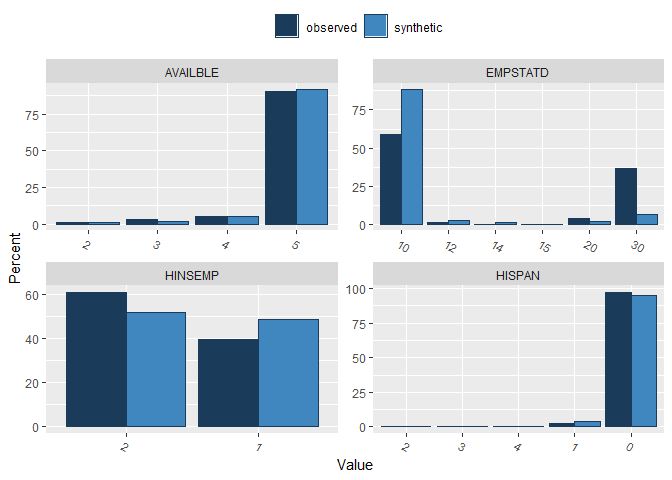 observed synthetic
AVAILBLE EMPSTATD
75
50
25
0
75
50
25
0
2 3 4 5
10 12 14 15 20 30
Percent
HINSEMP HISPAN
60
40
20
0
100
75
50
25
0
2 1
2 3 4 1 0
Value